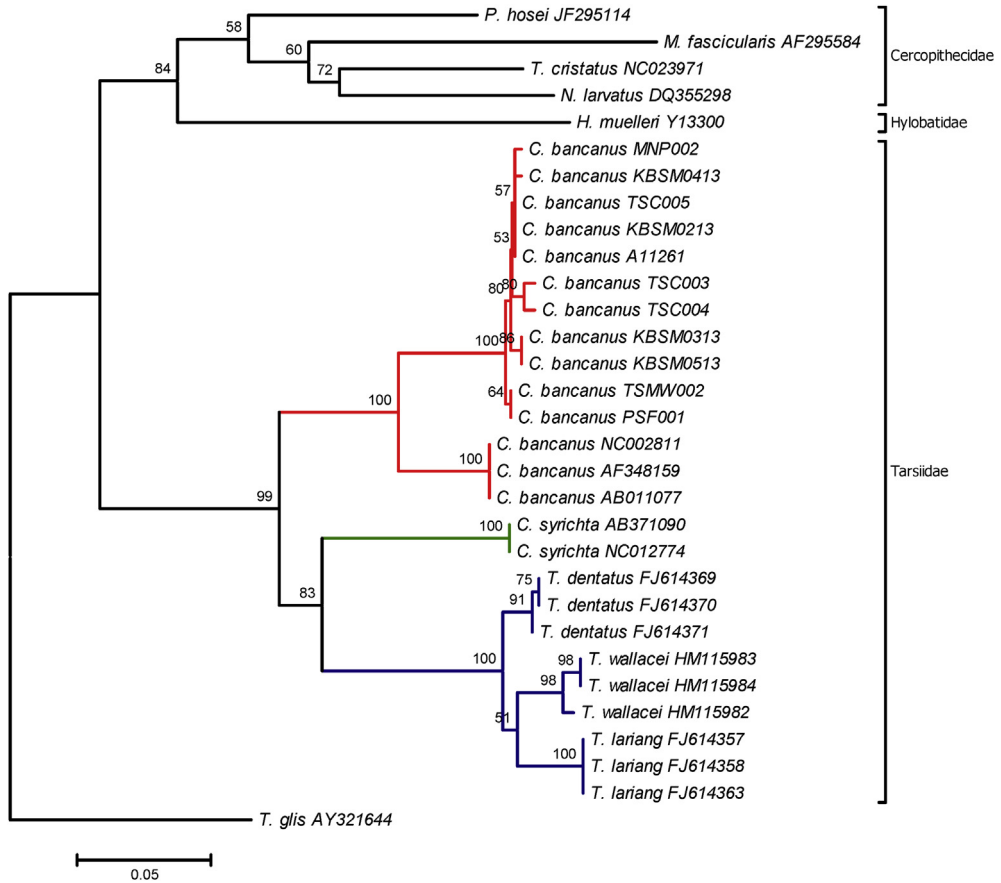 P. hosei JF295114
58
M. fascicularis AF295584
60
Cercopithecidae
T. cristatus NC023971
72
84
N. larvatus DQ355298
H. muelleri Y13300
Hylobatidae
C. bancanus MNP002
C. bancanus KBSM0413
57
C. bancanus TSC005
C. bancanus KBSM0213
53
C. bancanus A11261
C. bancanus TSC003
80
80
C. bancanus TSC004
C. bancanus KBSM0313
100
86
C. bancanus KBSM0513
C. bancanus TSMW002
64
100
C. bancanus PSF001
C. bancanus NC002811
100
C. bancanus AF348159
Tarsiidae
C. bancanus AB011077
99
C. syrichta AB371090
100
C. syrichta NC012774
T. dentatus FJ614369
75
83
91
T. dentatus FJ614370
T. dentatus FJ614371
100
T. wallacei HM115983
98
98
T. wallacei HM115984
T. wallacei HM115982
51
T. lariang FJ614357
100
T. lariang FJ614358
T. lariang FJ614363
T. glis AY321644
0.05